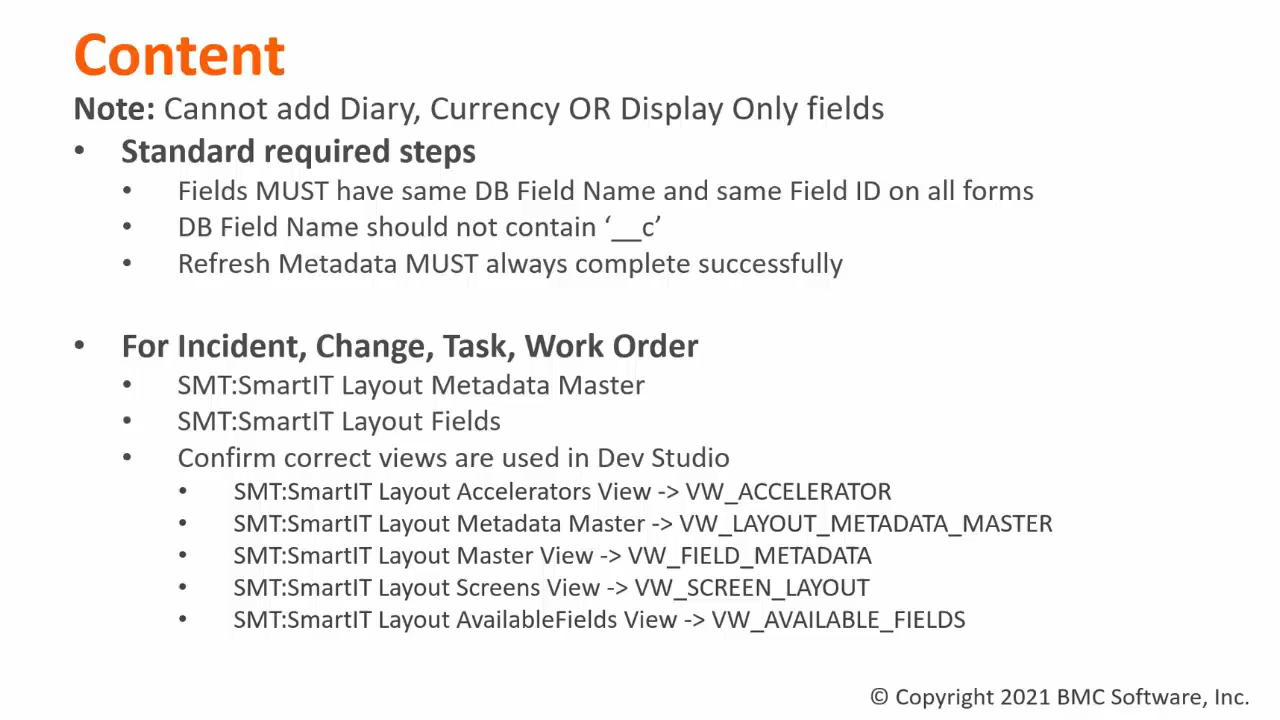 Content
Note: Cannot add Diary, Currency OR Display Only fields
• Standard required steps
• Fields MUST have same DB Field Name and same Field ID on all forms
• DB Field Name should not contain ‘__c’
• Refresh Metadata MUST always complete successfully
• For Incident, Change, Task, Work Order
• SMT:SmartIT Layout Metadata Master
• SMT:SmartIT Layout Fields
• Confirm correct views are used in Dev Studio
• SMT:SmartIT Layout Accelerators View -> VW_ACCELERATOR
• SMT:SmartIT Layout Metadata Master -> VW_LAYOUT_METADATA_MASTER
• SMT:SmartIT Layout Master View -> VW_FIELD_METADATA
• SMT:SmartIT Layout Screens View -> VW_SCREEN_LAYOUT
• SMT:SmartIT Layout AvailableFields View -> VW_AVAILABLE_FIELDS
© Copyright 2021 BMC Software, Inc.